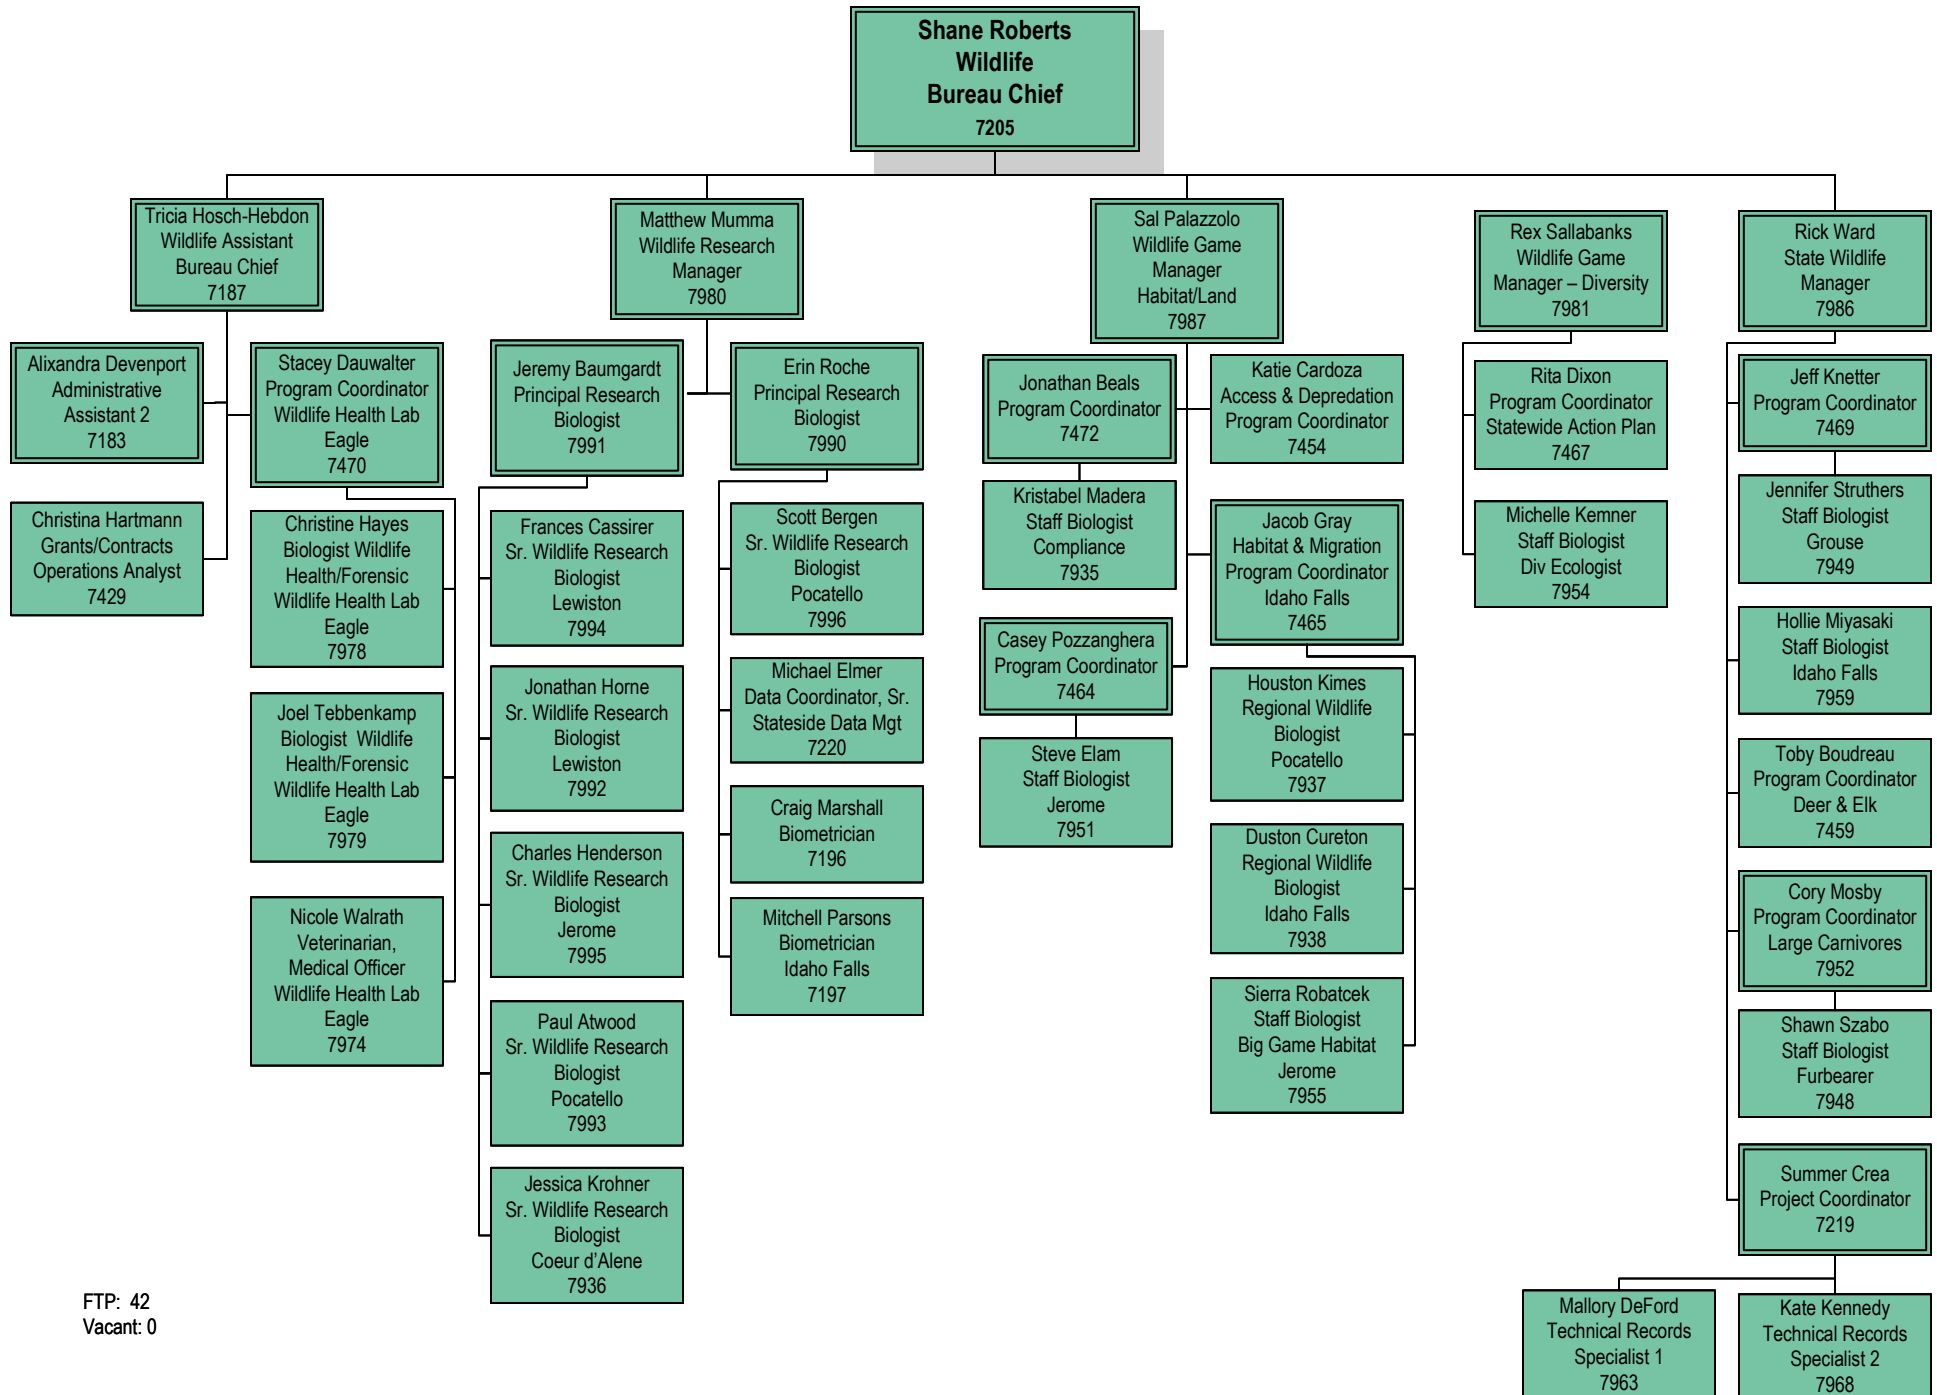 Shane Roberts
Wildlife
Bureau Chief
7205
Tricia Hosch-Hebdon
Wildlife Assistant
Bureau Chief
7187
Matthew Mumma
Wildlife Research
Manager
7980
Sal Palazzolo
Wildlife Game
Manager
Habitat/Land
7987
Rex Sallabanks
Wildlife Game
Manager – Diversity
7981
Rick Ward
State Wildlife
Manager
7986
Alixandra Devenport
Administrative
Assistant 2
7183
Stacey Dauwalter
Program Coordinator
Wildlife Health Lab
Eagle
7470
Christina Hartmann
Grants/Contracts
Operations Analyst
7429
Christine Hayes
Biologist Wildlife
Health/Forensic
Wildlife Health Lab
Eagle
7978
Joel Tebbenkamp
Biologist  Wildlife
Health/Forensic
Wildlife Health Lab
Eagle
7979
Nicole Walrath
Veterinarian,
Medical Officer
Wildlife Health Lab
Eagle
7974
Jeremy Baumgardt
Principal Research
Biologist
7991
Erin Roche
Principal Research
Biologist
7990
Frances Cassirer
Sr. Wildlife Research
Biologist
Lewiston
7994
Jonathan Horne
Sr. Wildlife Research
Biologist
Lewiston
7992
Charles Henderson
Sr. Wildlife Research
Biologist
Jerome
7995
Paul Atwood
Sr. Wildlife Research
Biologist
Pocatello
7993
Jessica Krohner
Sr. Wildlife Research
Biologist
Coeur d’Alene
7936
Scott Bergen
Sr. Wildlife Research
Biologist
Pocatello
7996
Michael Elmer
Data Coordinator, Sr.
Stateside Data Mgt
7220
Craig Marshall
Biometrician
7196
Mitchell Parsons
Biometrician
Idaho Falls
7197
Jonathan Beals
Program Coordinator
7472
Katie Cardoza
Access & Depredation
Program Coordinator
7454
Kristabel Madera
Staff Biologist
Compliance
7935
Jacob Gray
Habitat & Migration
Program Coordinator
Idaho Falls
7465
Casey Pozzanghera
Program Coordinator
7464
Steve Elam
Staff Biologist
Jerome
7951
Houston Kimes
Regional Wildlife
Biologist
Pocatello
7937
Duston Cureton
Regional Wildlife
Biologist
Idaho Falls
7938
Sierra Robatcek
Staff Biologist
Big Game Habitat
Jerome
7955
Rita Dixon
Program Coordinator
Statewide Action Plan
7467
Michelle Kemner
Staff Biologist
Div Ecologist
7954
Jeff Knetter
Program Coordinator
7469
Jennifer Struthers
Staff Biologist
Grouse
7949
Hollie Miyasaki
Staff Biologist
Idaho Falls
7959
Toby Boudreau
Program Coordinator
Deer & Elk
7459
Cory Mosby
Program Coordinator
Large Carnivores
7952
Shawn Szabo
Staff Biologist
Furbearer
7948
Summer Crea
Project Coordinator
7219
Mallory DeFord
Technical Records
Specialist 1
7963
Kate Kennedy
Technical Records
Specialist 2
7968
FTP:  42
Vacant: 0